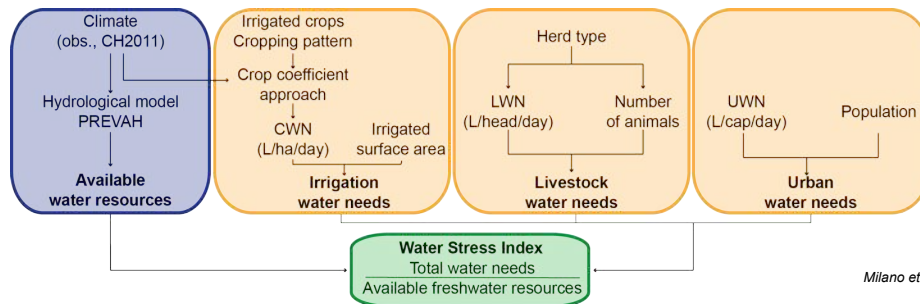 Climate
(obs., CH2011)
Hydrological model
PREVAH
Available
water resources
Irrigated crops
Cropping pattern
Crop coefficient
approach
CWN
(L/ha/day)
Irrigated
surface area
Irrigation
water needs
Herd type
LWN
(L/head/day)
Number
of animals
Livestock
water needs
UWN
(L/cap/day)
Population
Urban
water needs
Water Stress Index
Total water needs
Available freshwater resources
Milano et